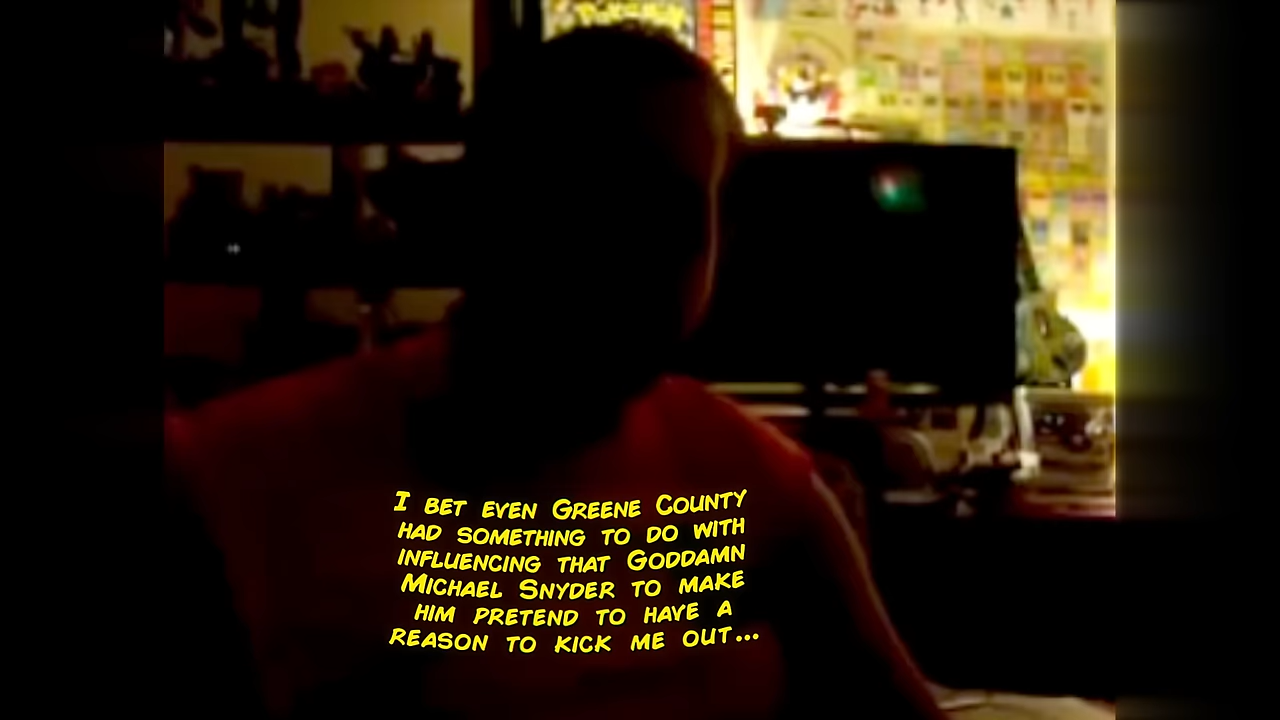 POKéMON
I BET EVEN GREENE COUNTY
HAD SOMETHING TO DO WITH
INFLUENCING THAT GODDAMN
MICHAEL SNYDER TO MAKE
HIM PRETEND TO HAVE A
REASON TO KICK ME OUT...